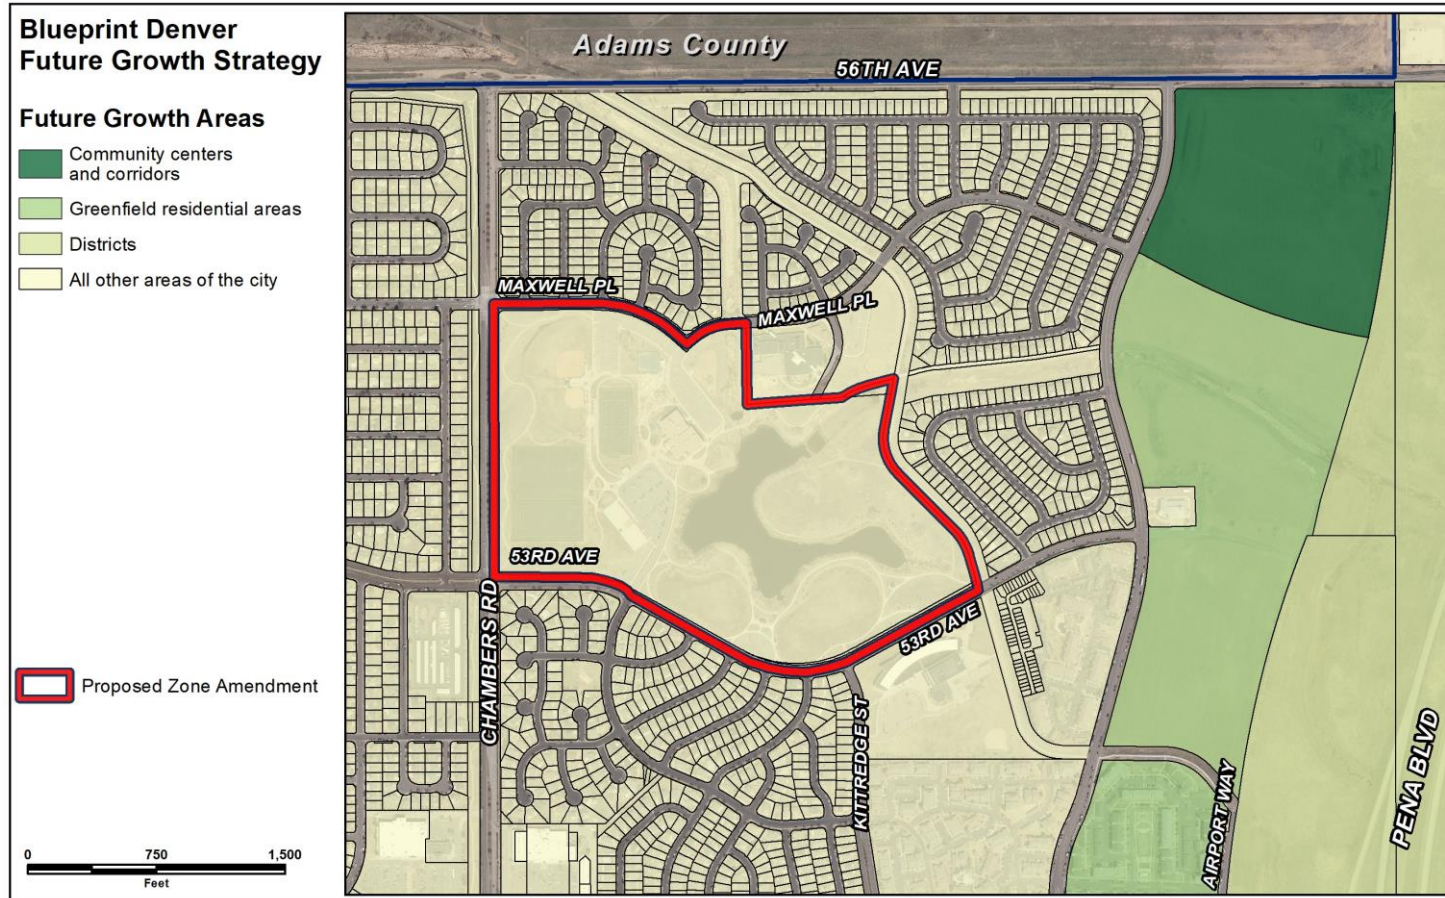 Blueprint Denver
Future Growth Strategy
Future Growth Areas
Community centers
and corridors
Greenfield residential areas
Districts
All other areas of the city
Proposed Zone Amendment
0 750 1,500
Feet
Adams County
56TH AVE
MAXWELL PL
MAXWELL PL
53RD AVE
53RD AVE
CHAMBERS RD
KITTREDGE ST
AIRPORT WAY
PENA BLVD